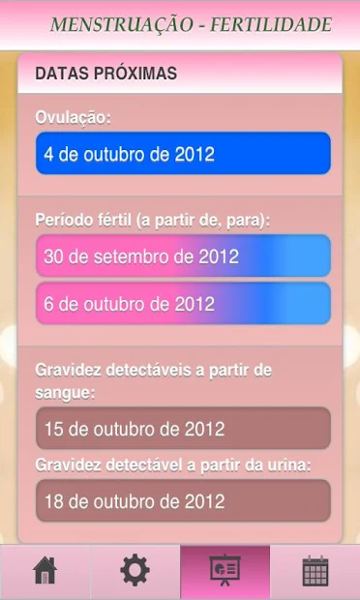 MENSTRUAÇÃO - FERTILIDADE
DATAS PRÓXIMAS
Ovulação:
4 de outubro de 2012
Período fértil (a partir de, para):
30 de setembro de 2012
6 de outubro de 2012
Gravidez detectáveis a partir de
sangue:
15 de outubro de 2012
Gravidez detectável a partir da urina:
18 de outubro de 2012